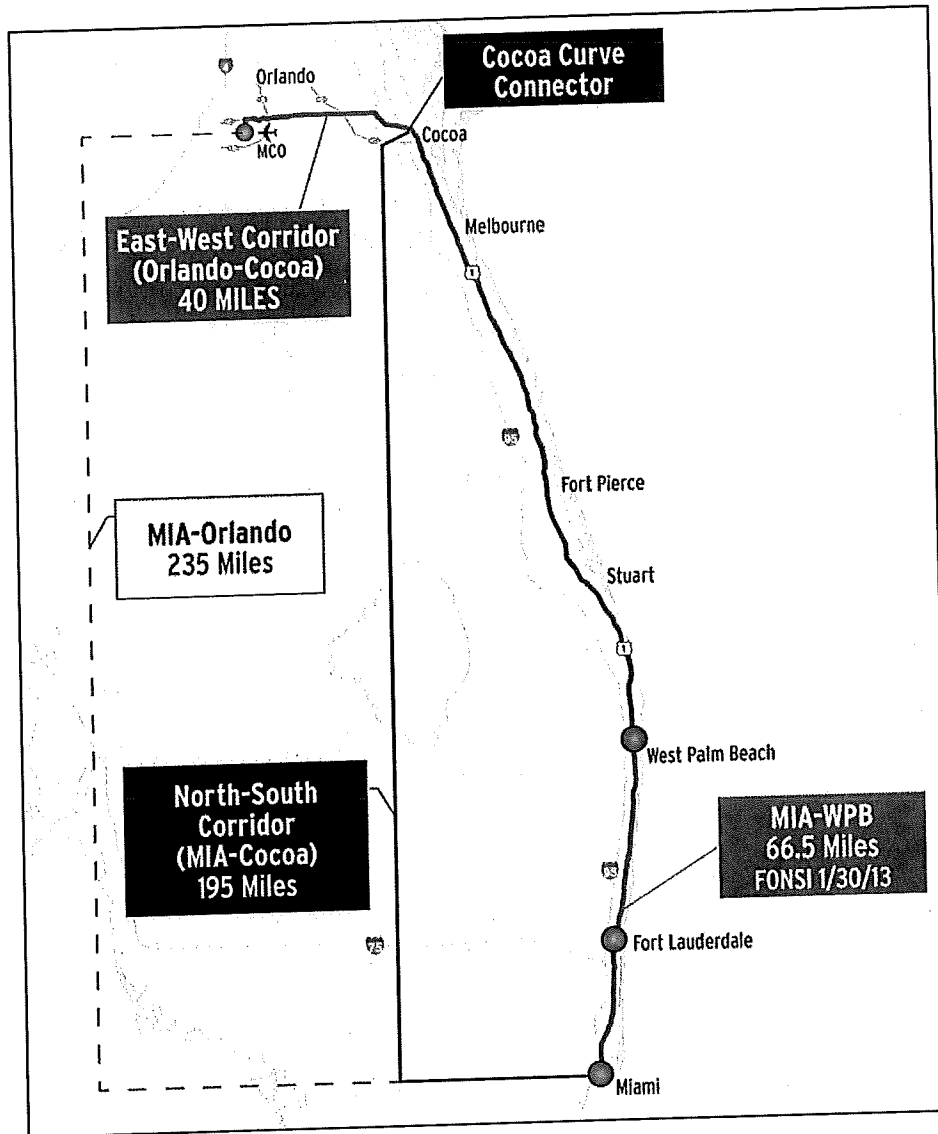 Cocoa Curve
Connector
4
Orlando
MCO
Cocoa
East-West Corridor
(Orlando-Cocoa)
40 MILES
Melbourne
1
95
Fort Pierce
MIA-Orlando
235 Miles
Stuart
1
West Palm Beach
North-South
Corridor
(MIA-Cocoa)
195 Miles
MIA-WPB
66.5 Miles
FONSI 1/30/13
95
75
Fort Lauderdale
Miami